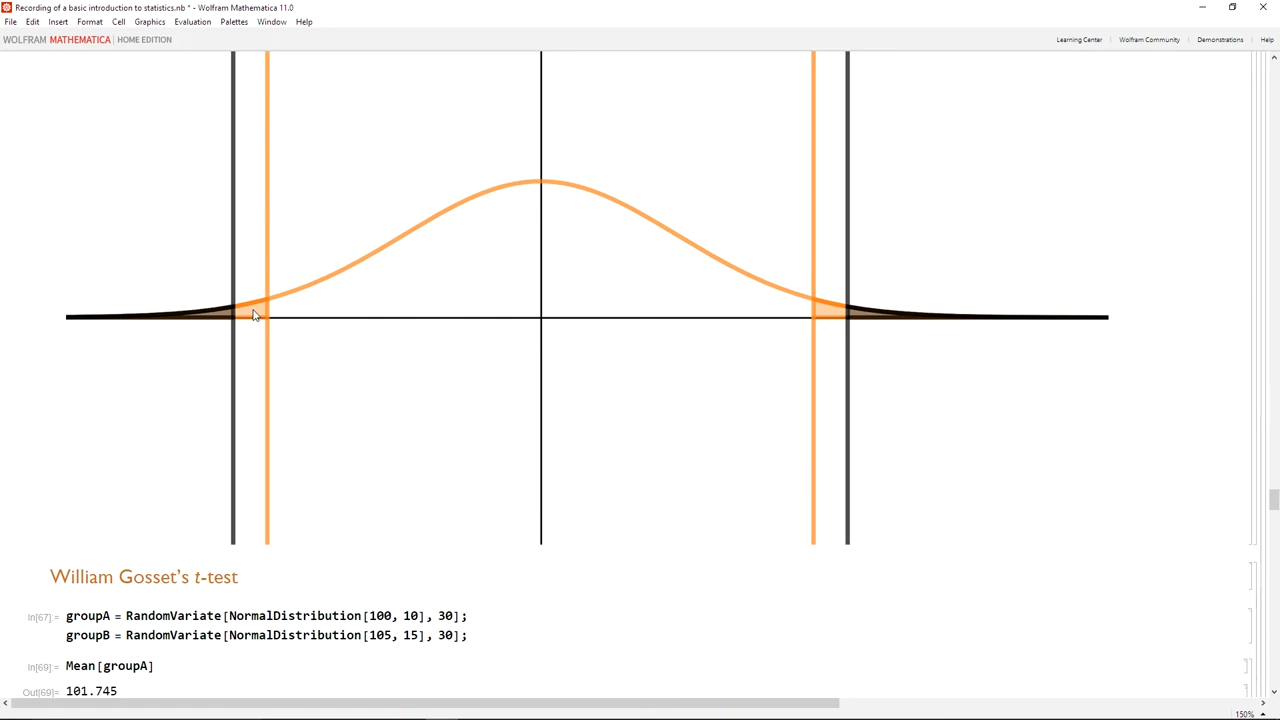 Recording of a basic introduction to statistics.nb * - Wolfram Mathematica 11.0
File Edit Insert Format Cell Graphics Evaluation Palettes Window Help
WOLFRAM MATHEMATICA | HOME EDITION Learning Center | Wolfram Community | Demonstrations | Help
William Gosset's t-test
In[67]:= groupA = RandomVariate[NormalDistribution[100, 10], 30];
groupB = RandomVariate[NormalDistribution[105, 15], 30];
In[69]:= Mean[groupA]
Out[69]= 101.745
150%